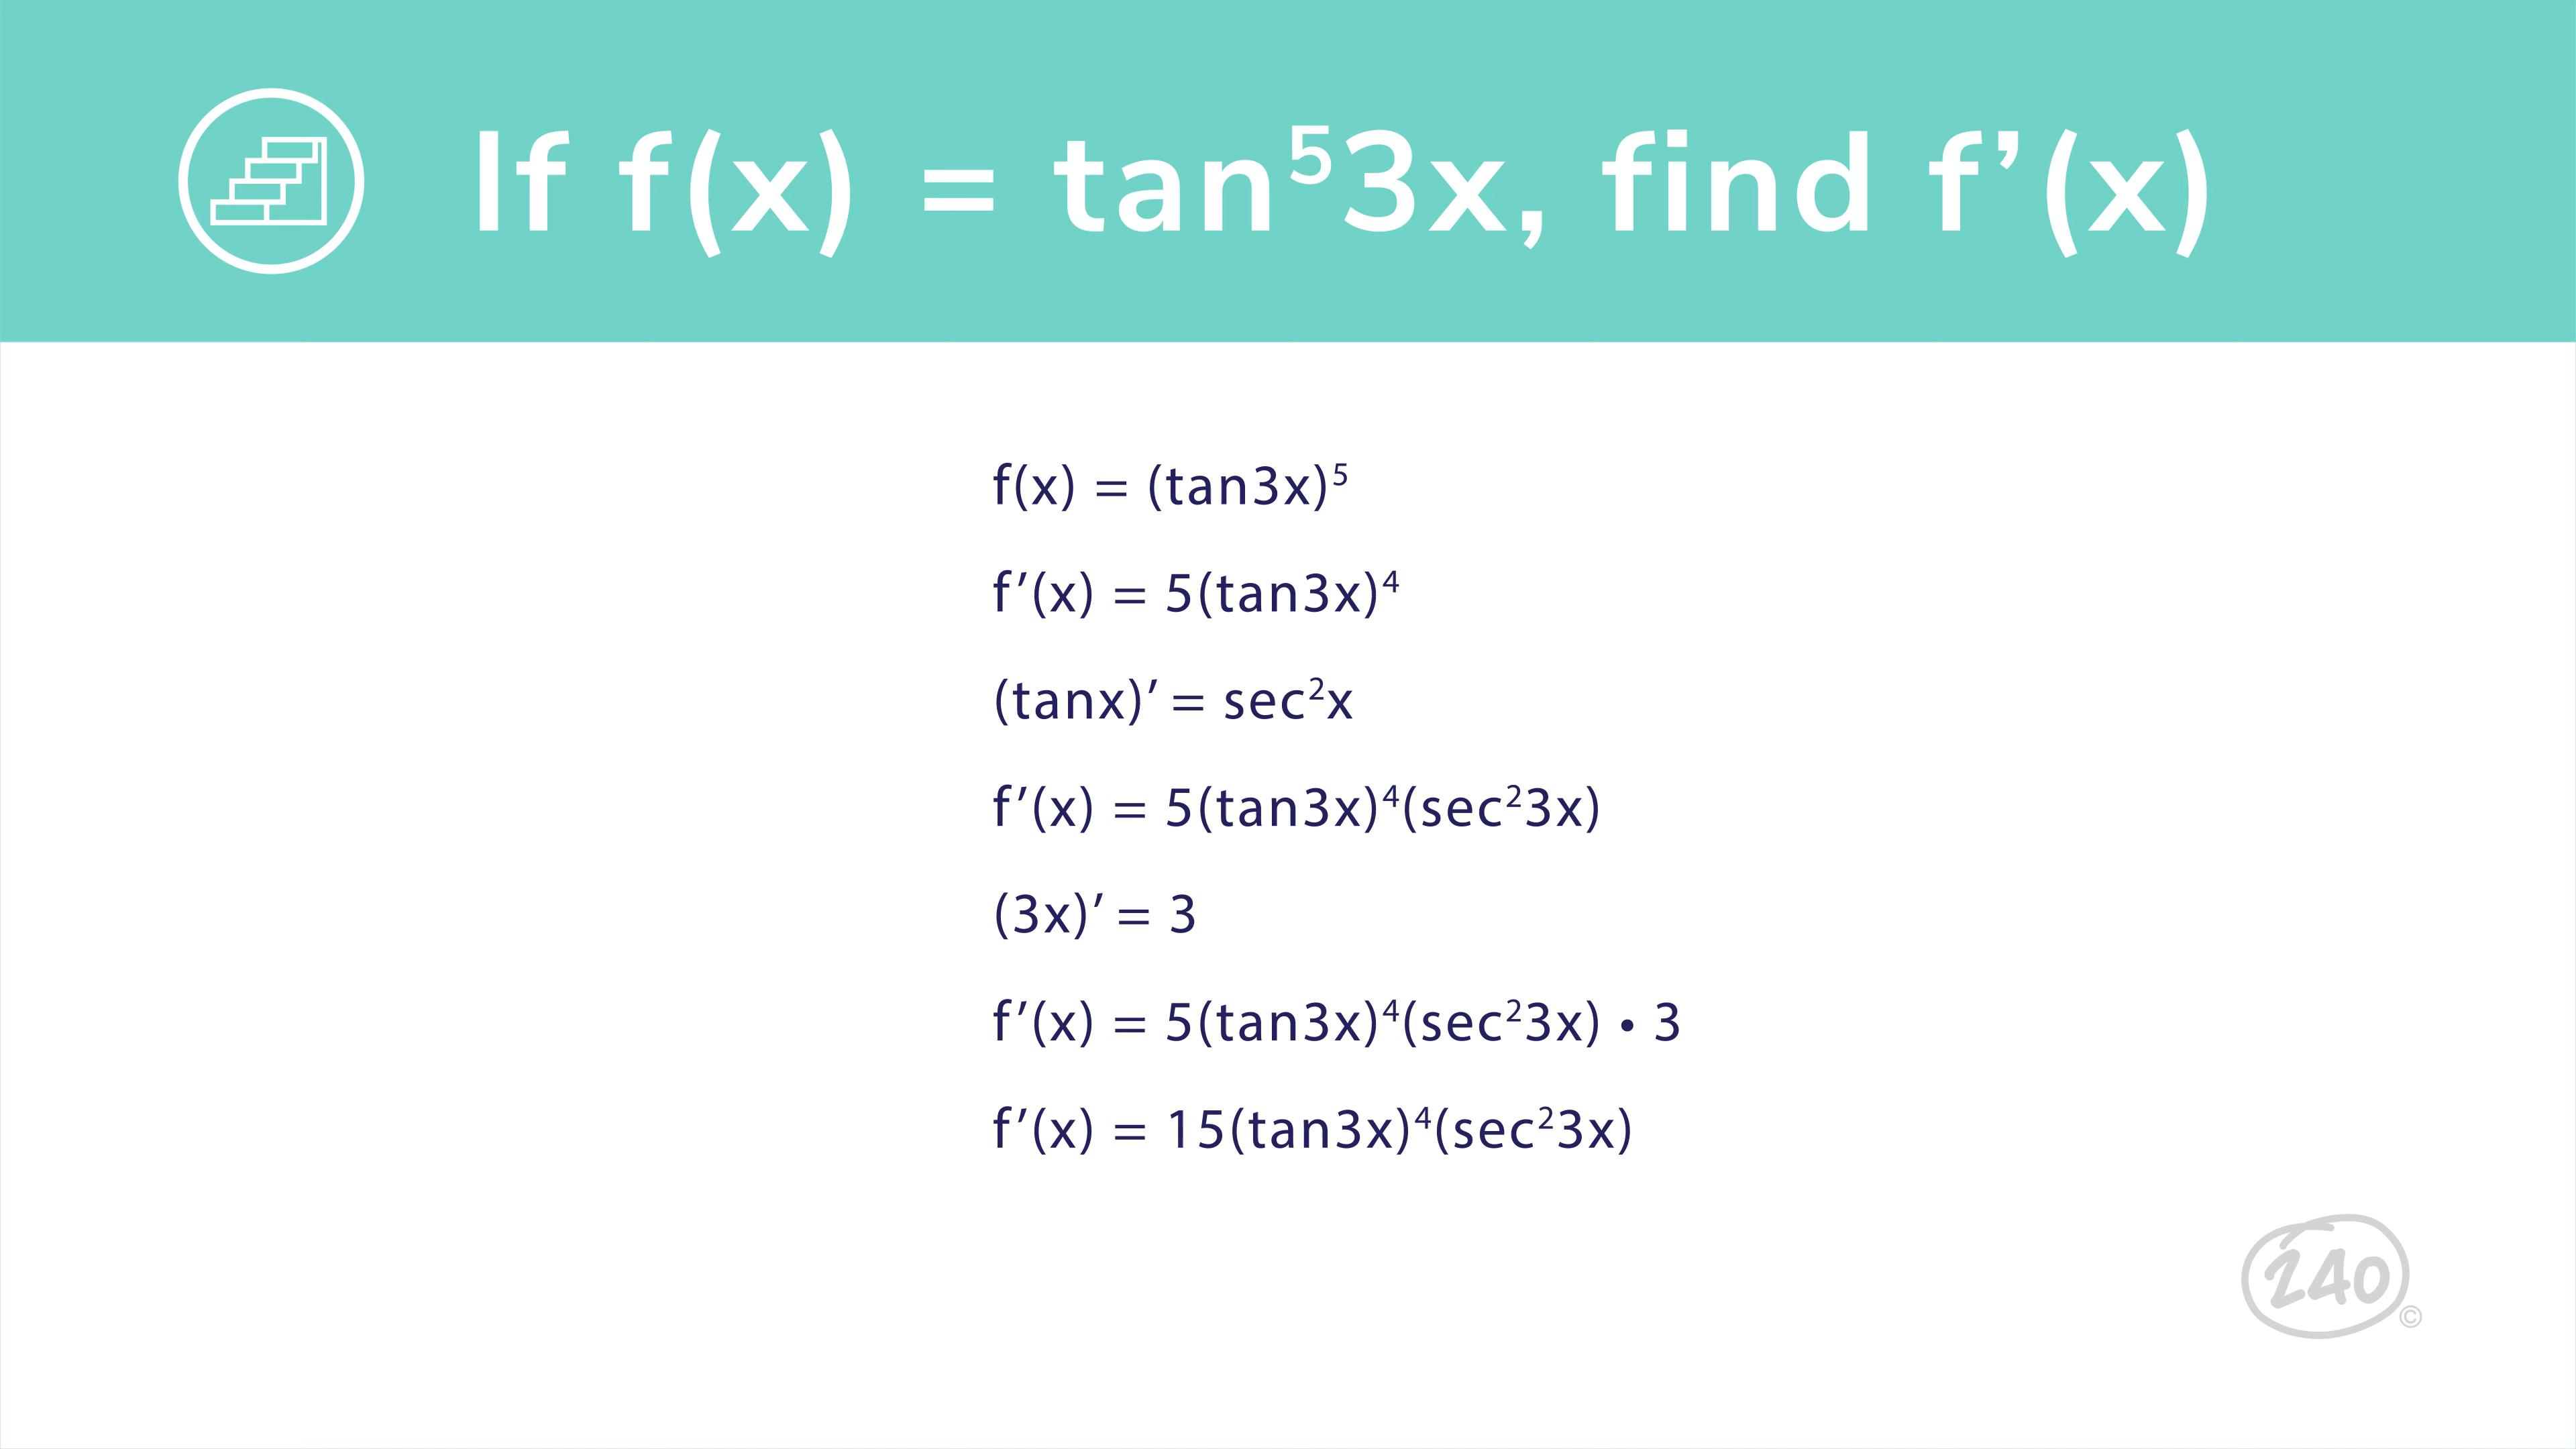 If f(x) = tan⁵3x, find f’(x)
f(x) = (tan3x)⁵
f’(x) = 5(tan3x)⁴
(tanx)’ = sec²x
f’(x) = 5(tan3x)⁴(sec²3x)
(3x)’ = 3
f’(x) = 5(tan3x)⁴(sec²3x) • 3
f’(x) = 15(tan3x)⁴(sec²3x)
240 ©